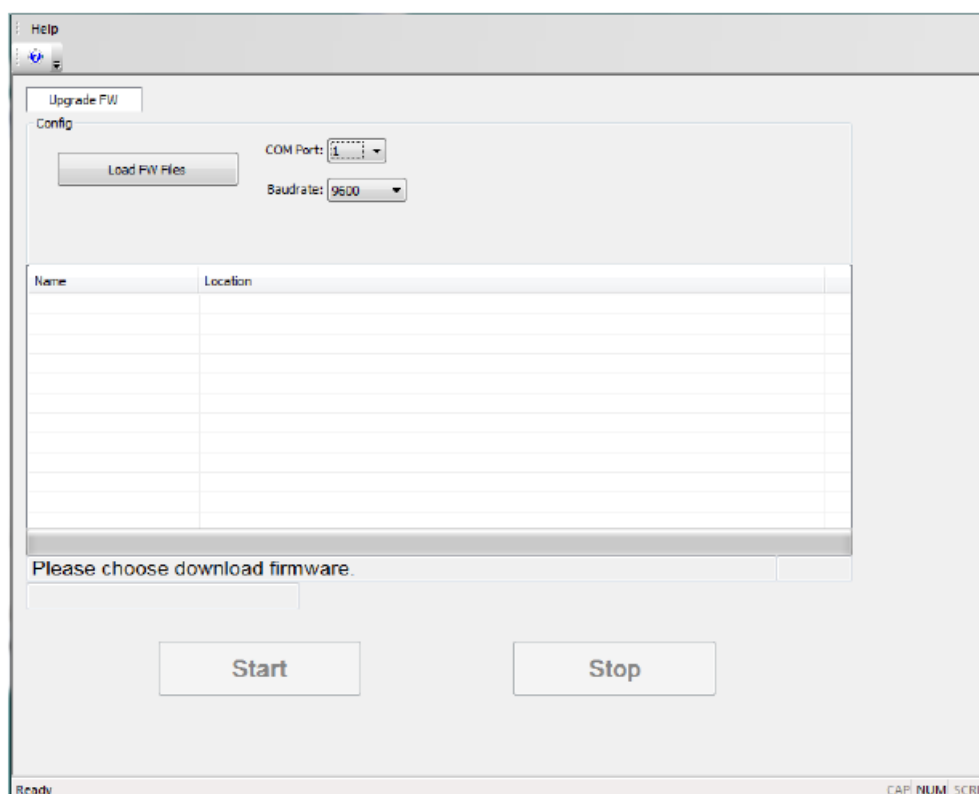 Help
Upgrade FW
Config
Load FW Files
COM Port: 1
Baudrate: 9600
Name Location
Please choose download firmware.
Start Stop
Ready CAP NUM